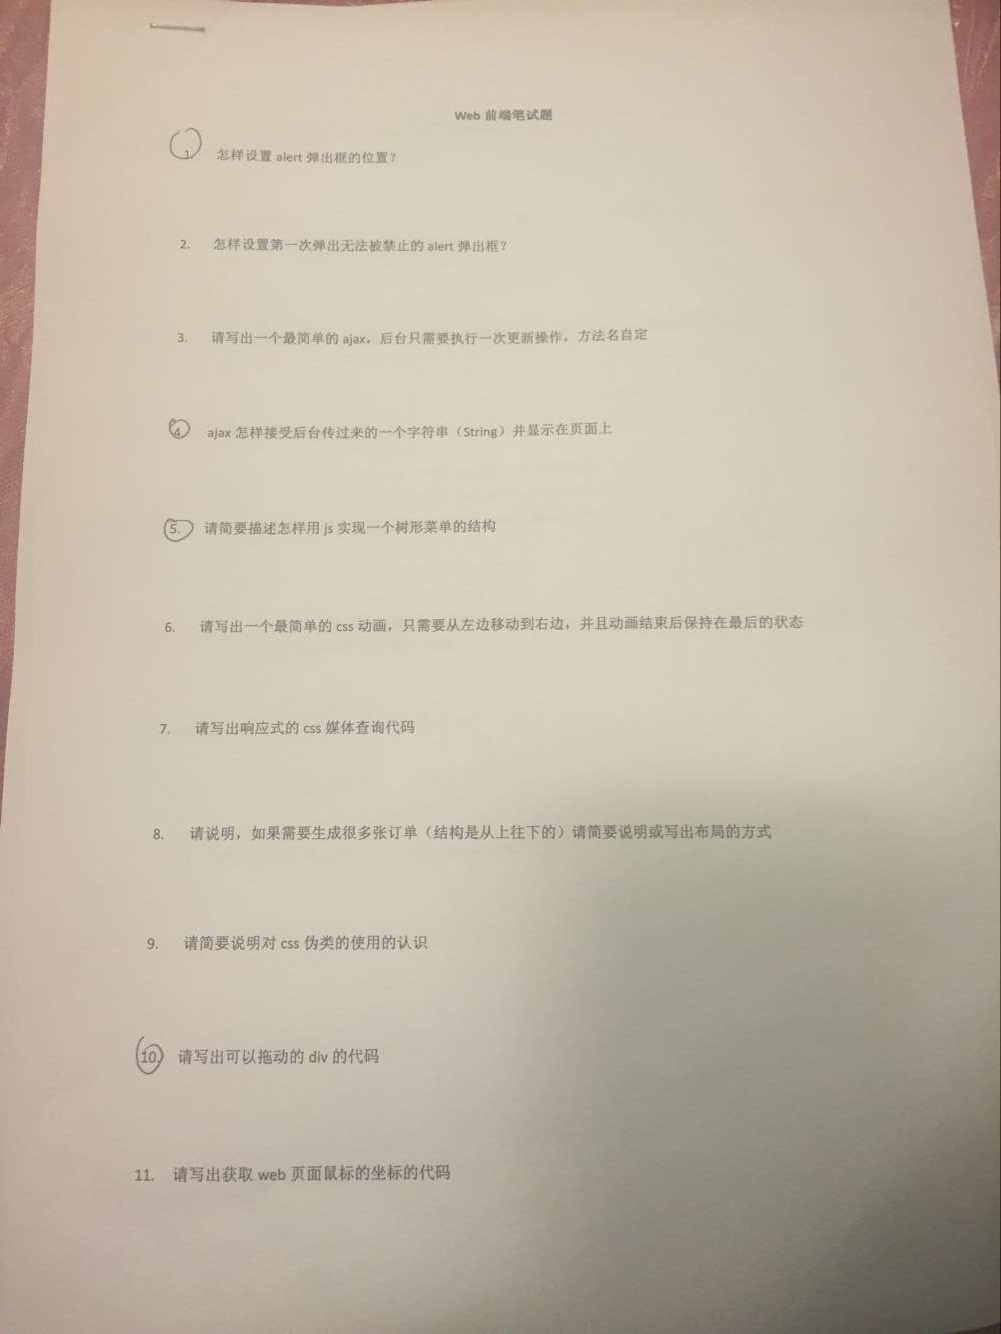 Web 前端笔试题
1. 怎样设置 alert 弹出框的位置？
2. 怎样设置第一次弹出无法被禁止的 alert 弹出框？
3. 请写出一个最简单的 ajax，后台只需要执行一次更新操作，方法名自定
4. ajax 怎样接受后台传过来的一个字符串（String）并显示在页面上
5. 请简要描述怎样用 js 实现一个树形菜单的结构
6. 请写出一个最简单的 css 动画，只需要从左边移动到右边，并且动画结束后保持在最后的状态
7. 请写出响应式的 css 媒体查询代码
8. 请说明，如果需要生成很多张订单（结构是从上往下的）请简要说明或写出布局的方式
9. 请简要说明对 css 伪类的使用的认识
10. 请写出可以拖动的 div 的代码
11. 请写出获取 web 页面鼠标的坐标的代码